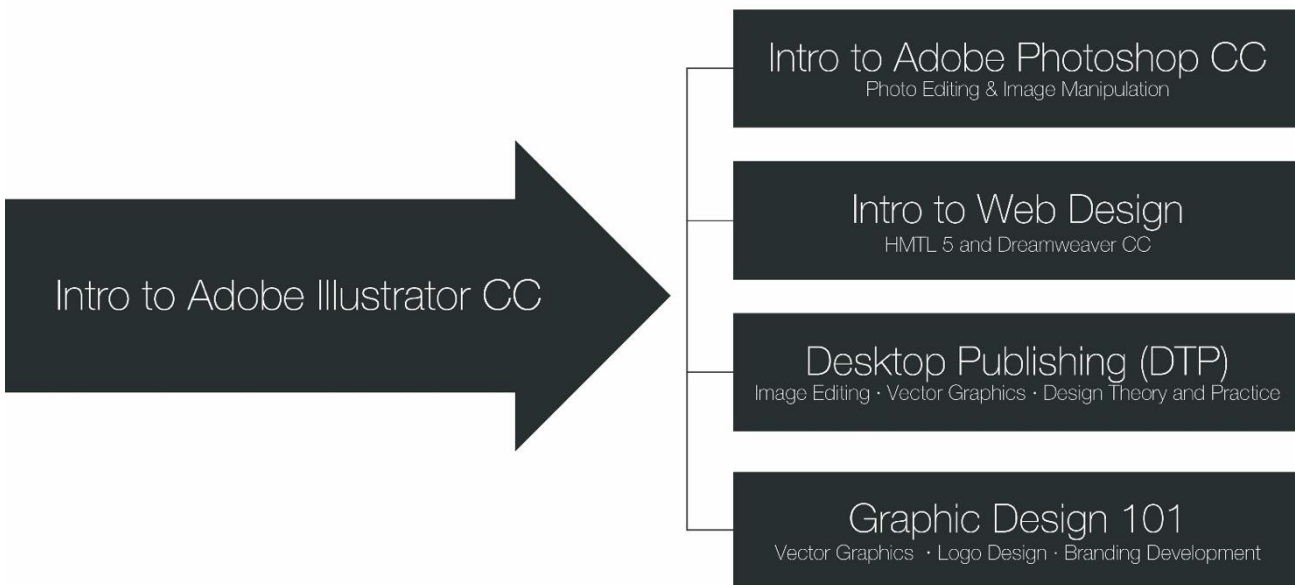 Intro to Adobe Illustrator CC
Intro to Adobe Photoshop CC
Photo Editing & Image Manipulation
Intro to Web Design
HMTL 5 and Dreamweaver CC
Desktop Publishing (DTP)
Image Editing · Vector Graphics · Design Theory and Practice
Graphic Design 101
Vector Graphics · Logo Design · Branding Development